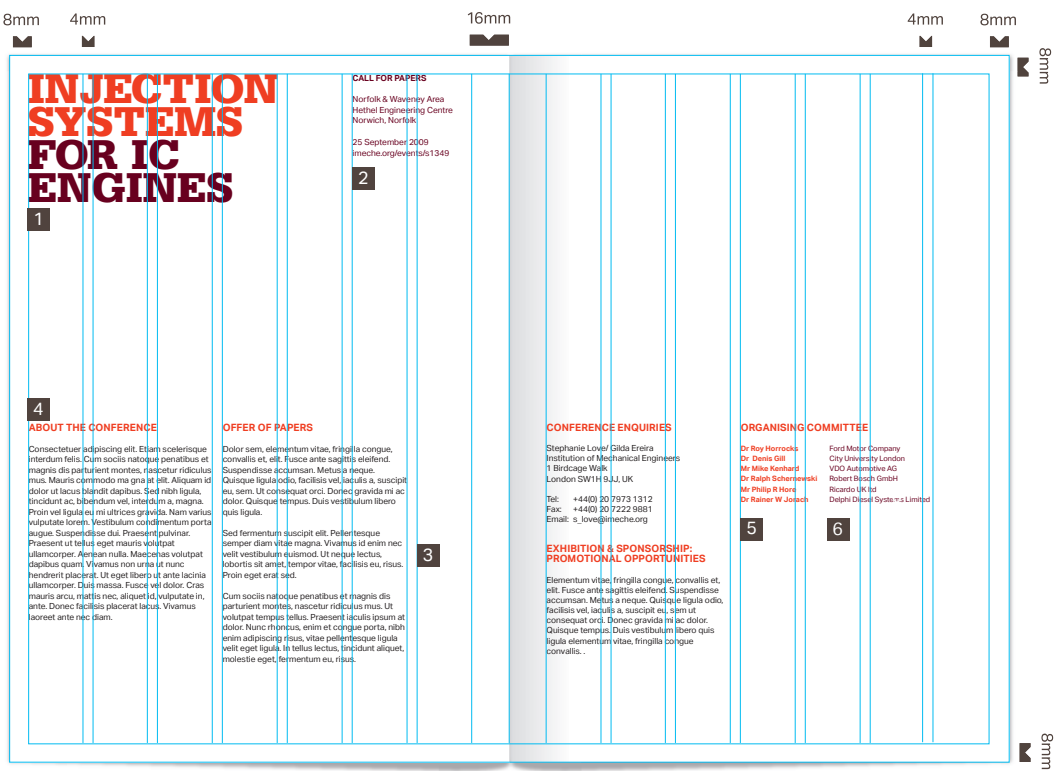 8mm
4mm
16mm
4mm
8mm
8mm
INJECTION
SYSTEMS
FOR IC
ENGINES
1
CALL FOR PAPERS
Norfolk & Waveney Area
Hethel Engineering Centre
Norwich, Norfolk
25 September 2009
imeche.org/events/s1349
2
4
ABOUT THE CONFERENCE
Consectetuer adipiscing elit. Etiam scelerisque
interdum felis. Cum sociis natoque penatibus et
magnis dis parturient montes, nascetur ridiculus
mus. Mauris commodo ma gna at elit. Aliquam id
dolor ut lacus blandit dapibus. Sed nibh ligula,
tincidunt ac, bibendum vel, interdum a, magna.
Proin vel ligula eu mi ultrices gravida. Nam varius
vulputate lorem. Vestibulum condimentum porta
augue. Suspendisse dui. Praesent pulvinar.
Praesent ut tellus eget mauris volutpat
ullamcorper. Aenean nulla. Maecenas volutpat
dapibus quam. Vivamus non urna ut nunc
hendrerit placerat. Ut eget libero ut ante lacinia
ullamcorper. Duis massa. Fusce vel dolor. Cras
mauris arcu, mattis nec, aliquet id, vulputate in,
ante. Donec facilisis placerat lacus. Vivamus
laoreet ante nec diam.
OFFER OF PAPERS
Dolor sem, elementum vitae, fringilla congue,
convallis et, elit. Fusce ante sagittis eleifend.
Suspendisse accumsan. Metus a neque.
Quisque ligula odio, facilisis vel, iaculis a, suscipit
eu, sem. Ut consequat orci. Donec gravida mi ac
dolor. Quisque tempus. Duis vestibulum libero
quis ligula.
Sed fermentum suscipit elit. Pellentesque
semper diam vitae magna. Vivamus id enim nec
velit vestibulum euismod. Ut neque lectus,
lobortis sit amet, tempor vitae, facilisis eu, risus.
Proin eget erat sed.
Cum sociis natoque penatibus et magnis dis
parturient montes, nascetur ridiculus mus. Ut
volutpat tempus tellus. Praesent iaculis ipsum at
dolor. Nunc rhoncus, enim et congue porta, nibh
enim adipiscing risus, vitae pellentesque ligula
velit eget ligula. In tellus lectus, tincidunt aliquet,
molestie eget, fermentum eu, risus.
3
CONFERENCE ENQUIRIES
Stephanie Love/ Gilda Ereira
Institution of Mechanical Engineers
1 Birdcage Walk
London SW1H 9JJ, UK
Tel: +44(0) 20 7973 1312
Fax: +44(0) 20 7222 9881
Email: s_love@imeche.org
EXHIBITION & SPONSORSHIP:
PROMOTIONAL OPPORTUNITIES
Elementum vitae, fringilla congue, convallis et,
elit. Fusce ante sagittis eleifend. Suspendisse
accumsan. Metus a neque. Quisque ligula odio,
facilisis vel, iaculis a, suscipit eu, sem ut
consequat orci. Donec gravida mi ac dolor.
Quisque tempus. Duis vestibulum libero quis
ligula elementum vitae, fringilla congue
convallis. .
ORGANISING COMMITTEE
Dr Roy Horrocks Ford Motor Company
Dr Denis Gill City University London
Mr Mike Kenhard VDO Automotive AG
Dr Ralph Schernewski Robert Bosch GmbH
Mr Philip R Hore Ricardo UK ltd
Dr Rainer W Jorach Delphi Diesel Systems Limited
5
6
8mm